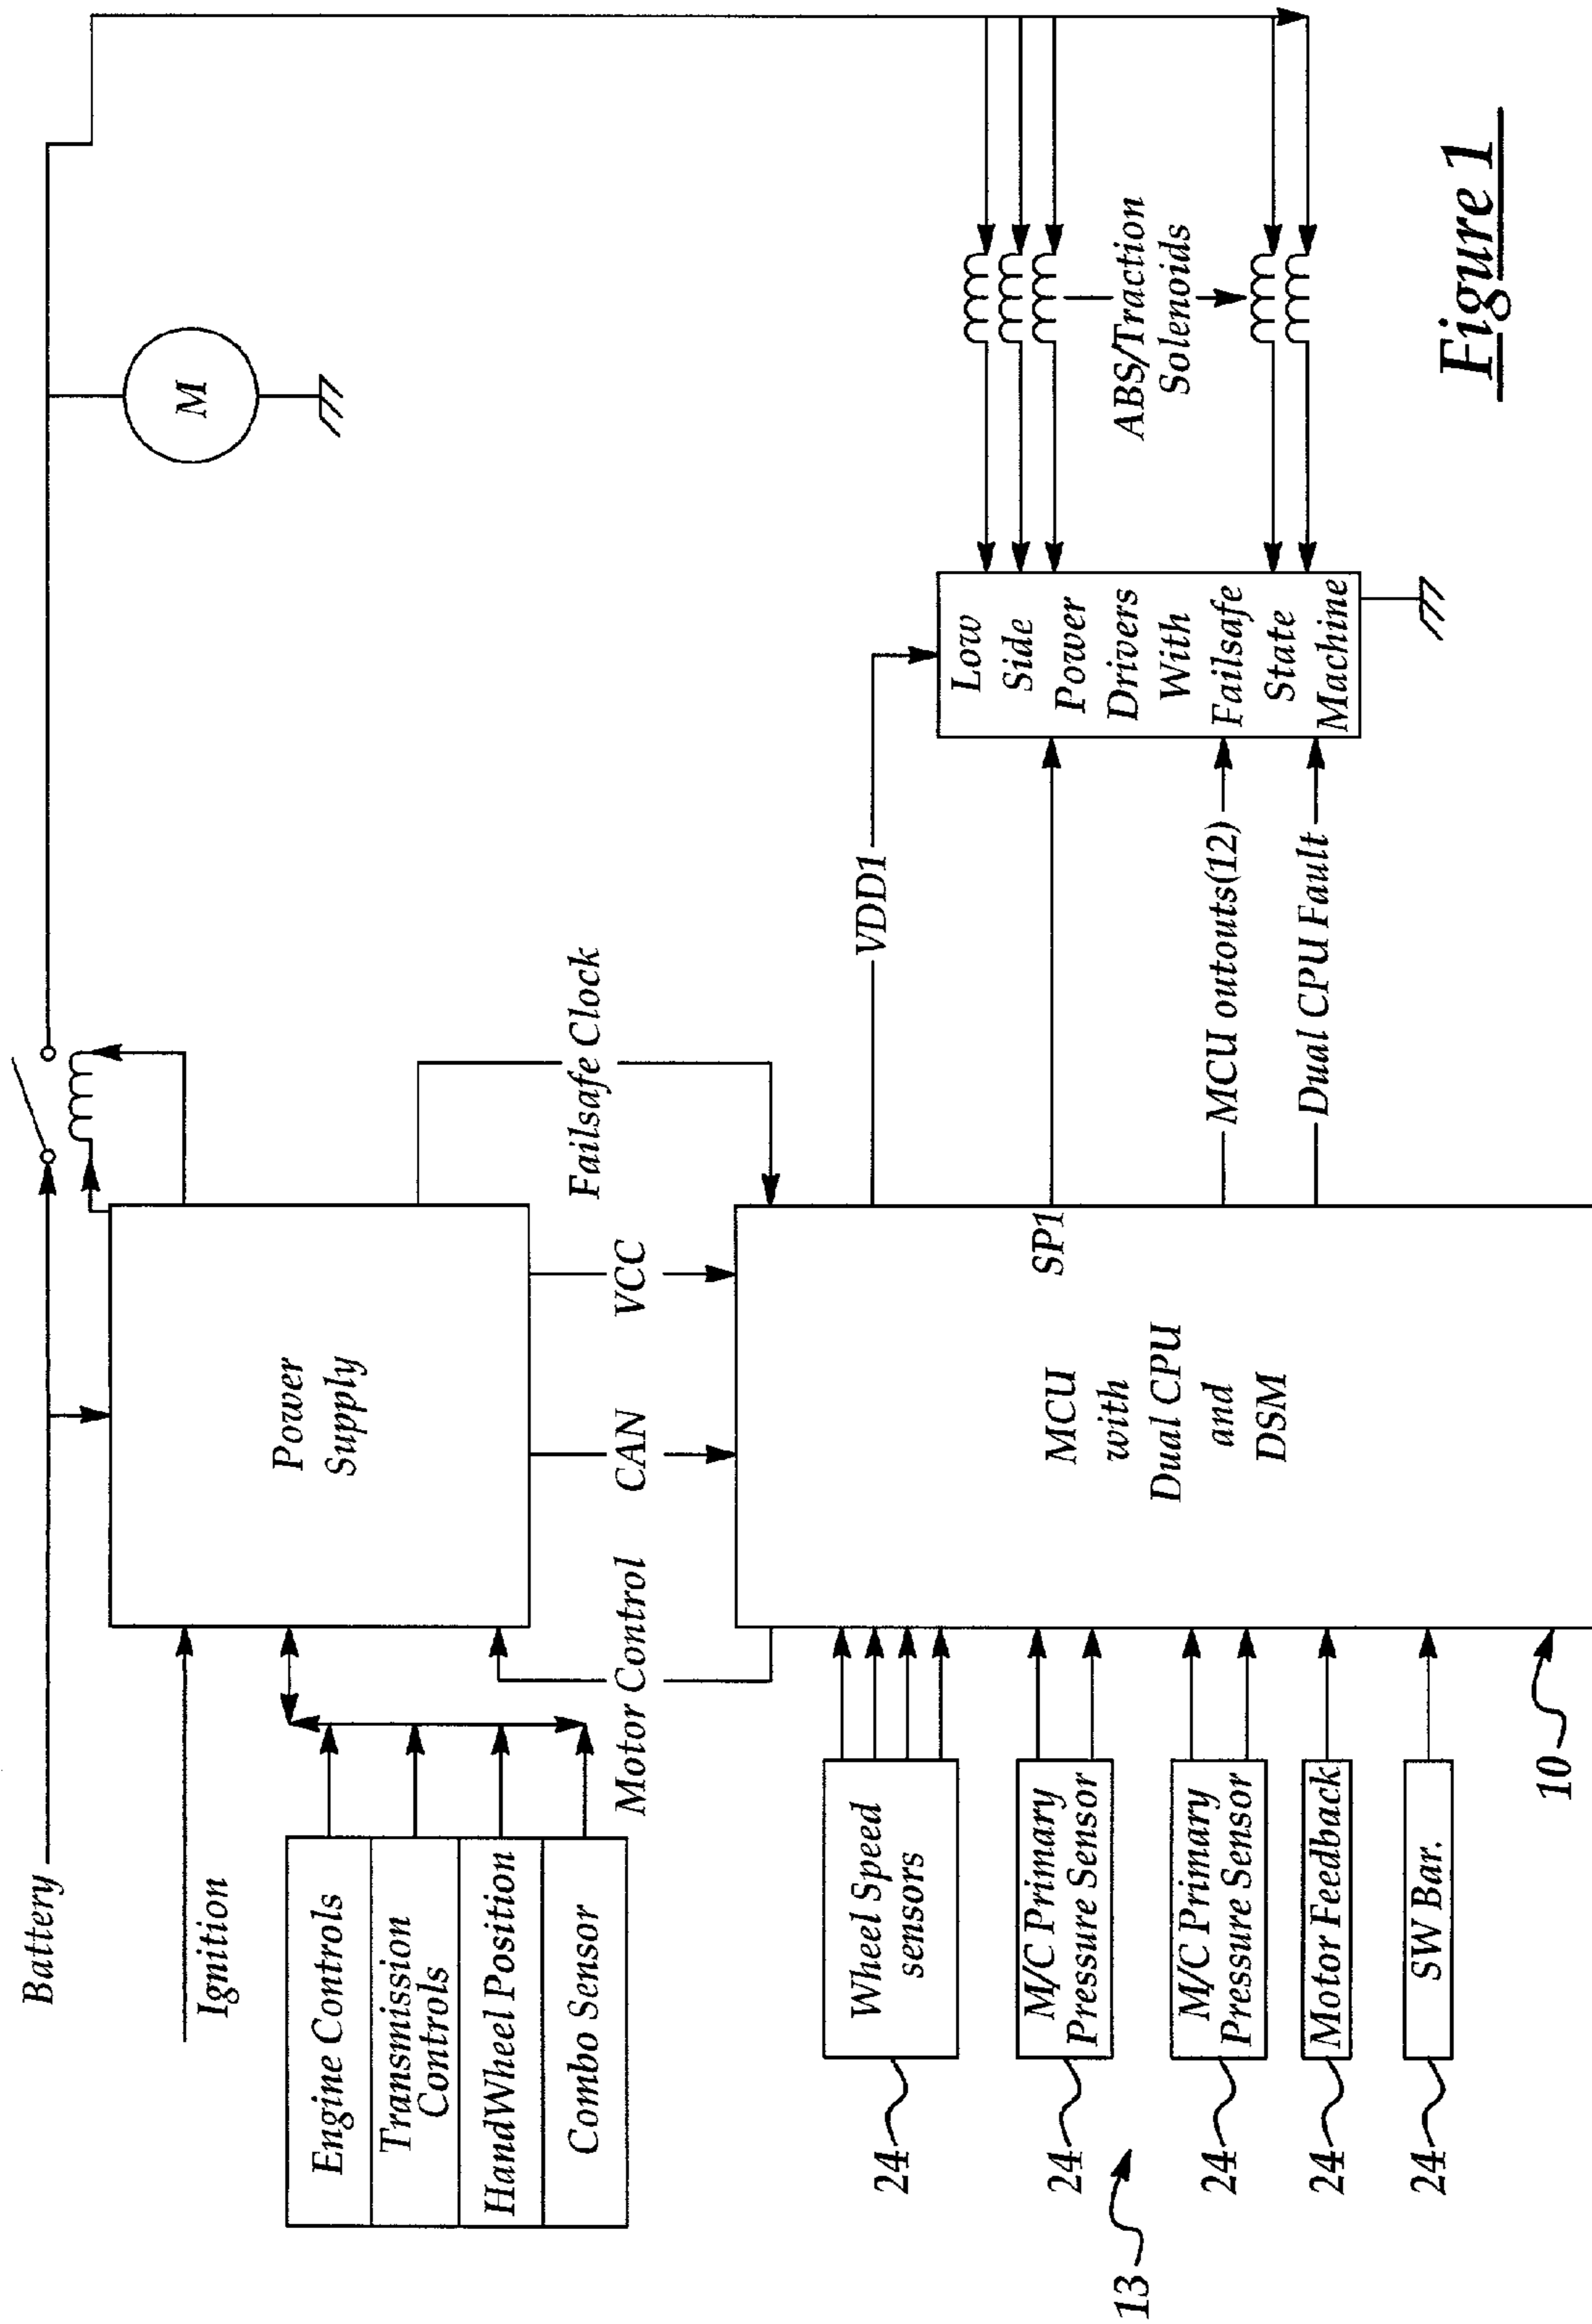 Battery
Ignition
M
Engine Controls
Transmission
Controls
HandWheel Position
Combo Sensor
Power
Supply
Failsafe Clock
Motor Control
CAN
VCC
Wheel Speed
sensors
M/C Primary
Pressure Sensor
M/C Primary
Pressure Sensor
Motor Feedback
SW Bar.
24
24
24
24
24
13
10
MCU
with
Dual CPU
and
DSM
SP1
VDD1
MCU outouts(12)
Dual CPU Fault
Low
Side
Power
Drivers
With
Failsafe
State
Machine
ABS/Traction
Solenoids
Figure 1